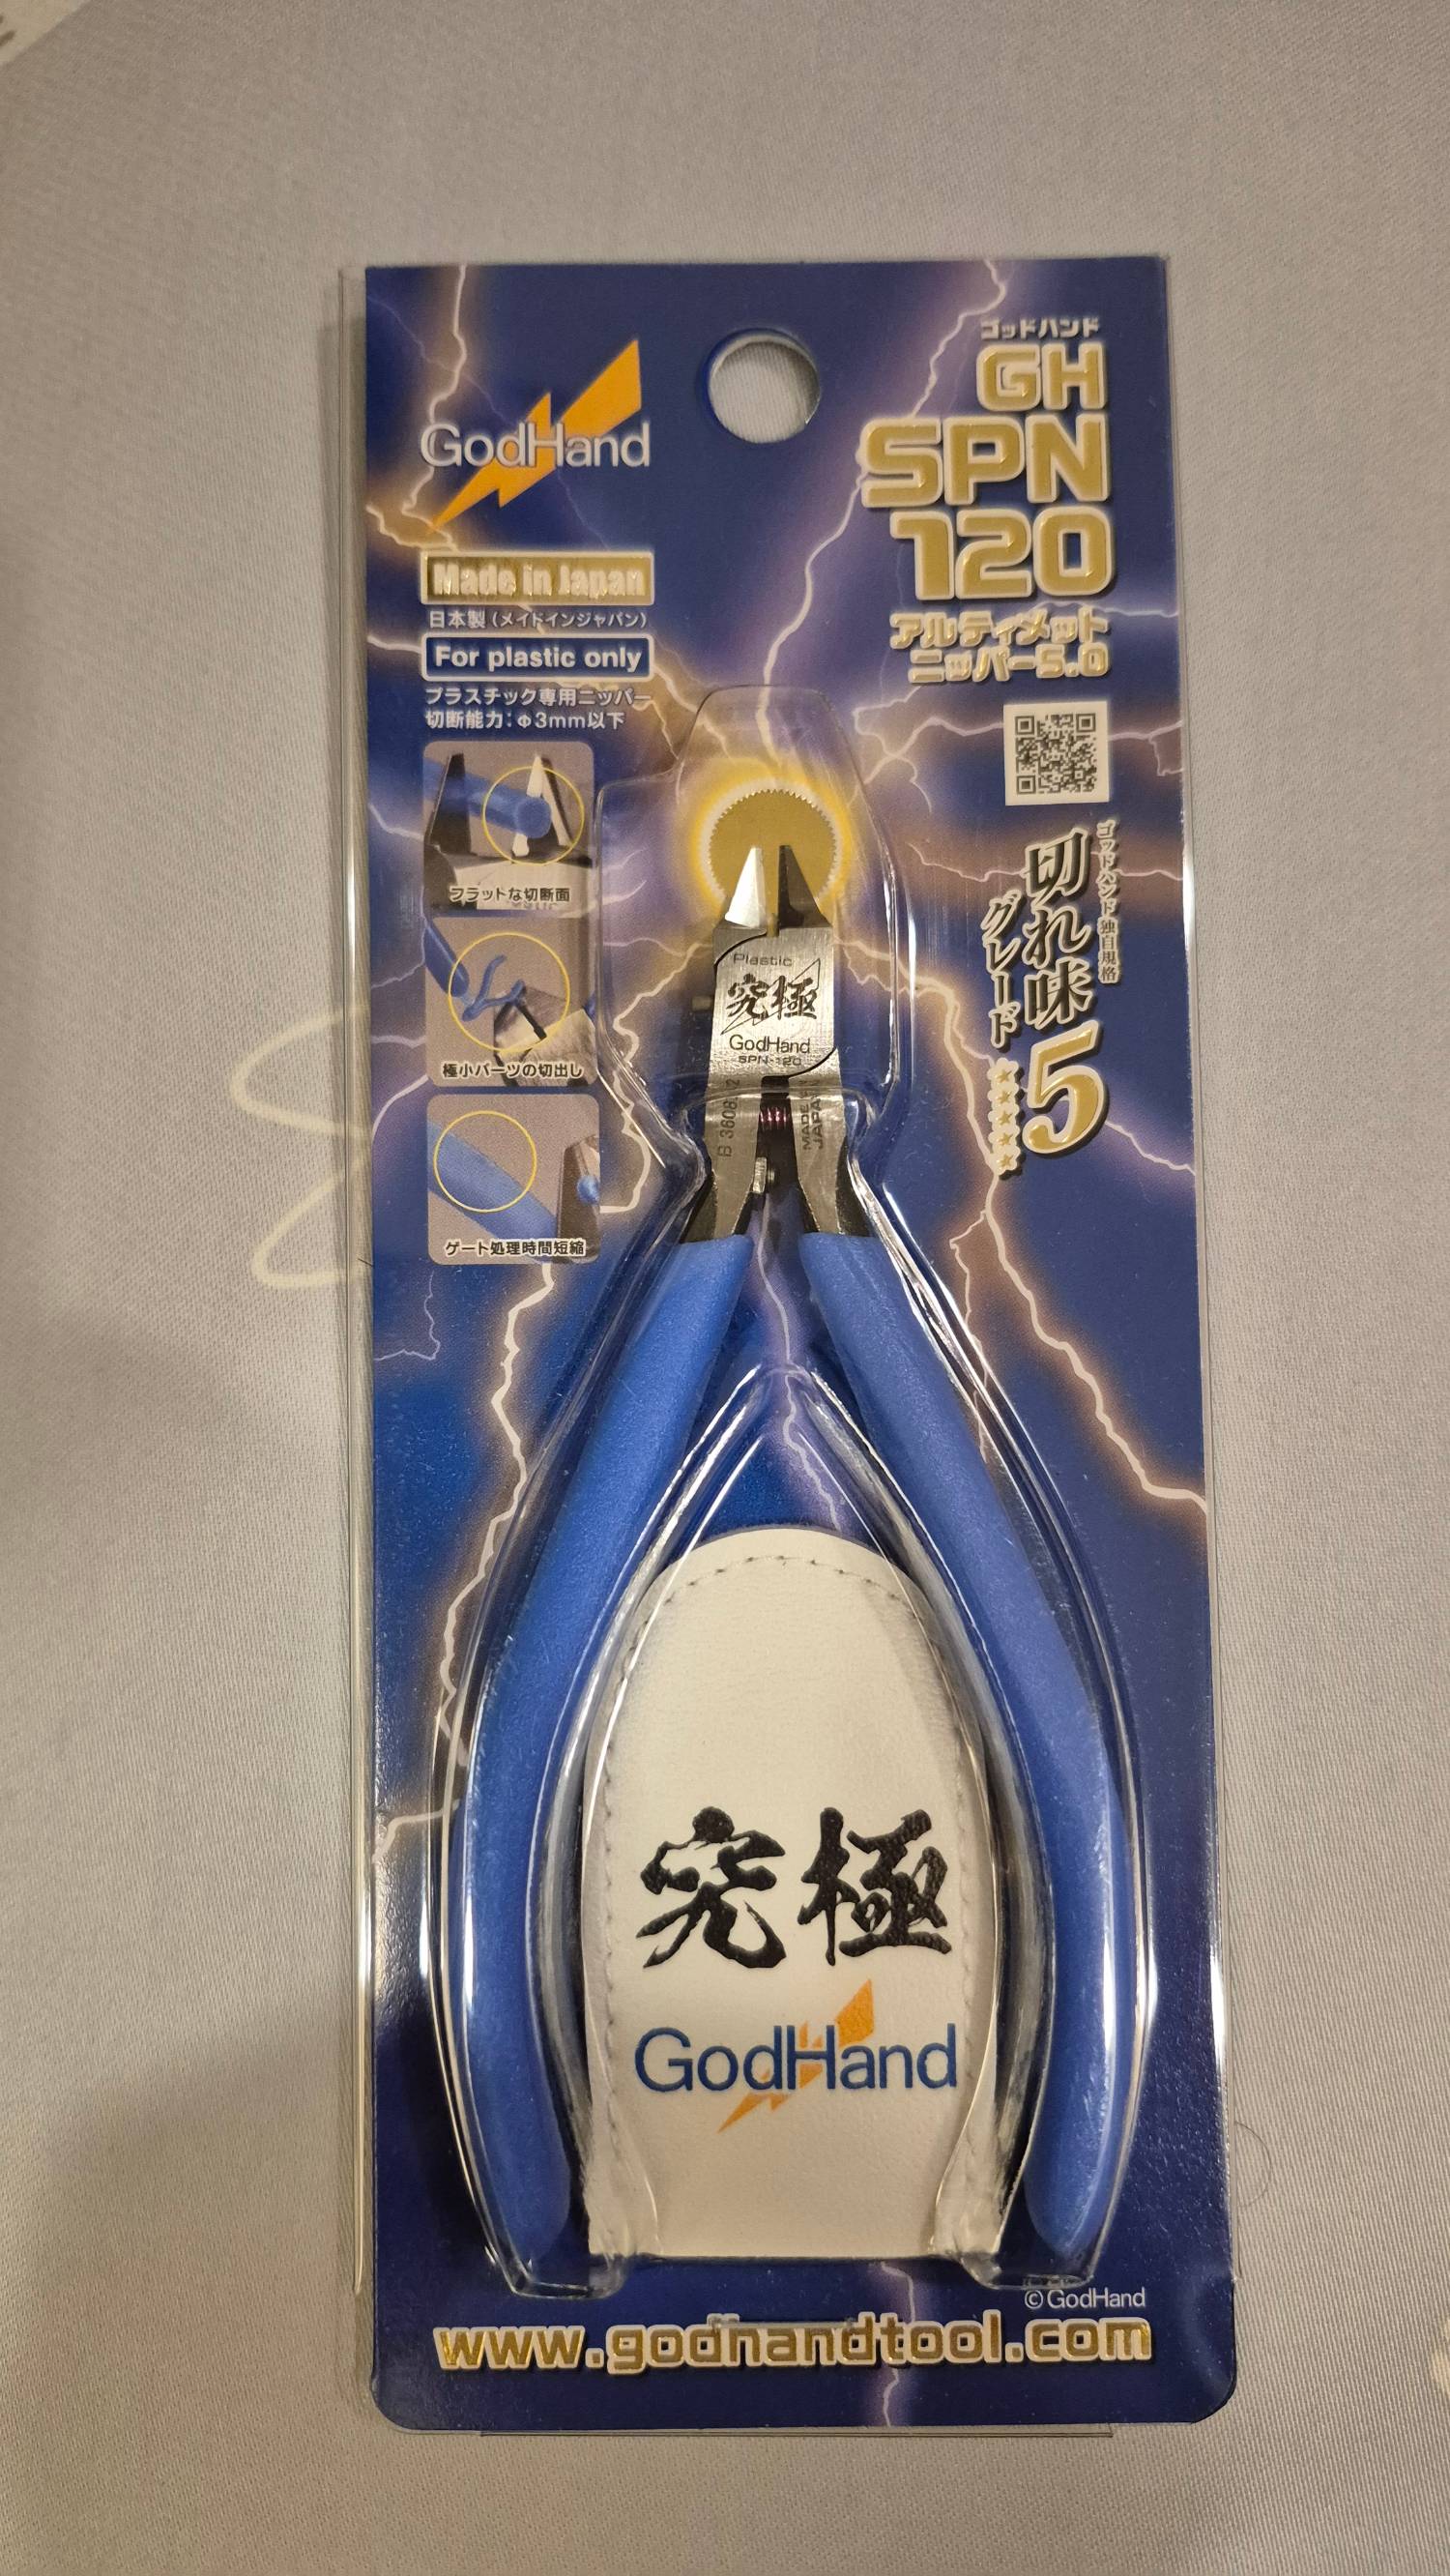 GodHand
Made in Japan
日本製(メイドインジャパン)
For plastic only
プラスチック専用ニッパー
切断能力:φ3mm以下
フラットな切断面
極小パーツの切出し
ゲート処理時間短縮
ゴッドハンド
GH
SPN
120
アルティメット
ニッパー5.0
ゴッドハンド独自規格
切れ味
グレード
5
★★★★★
Plastic
究極
GodHand
SPN-120
MADE IN
JAPAN
究極
GodHand
© GodHand
www.godhandtool.com